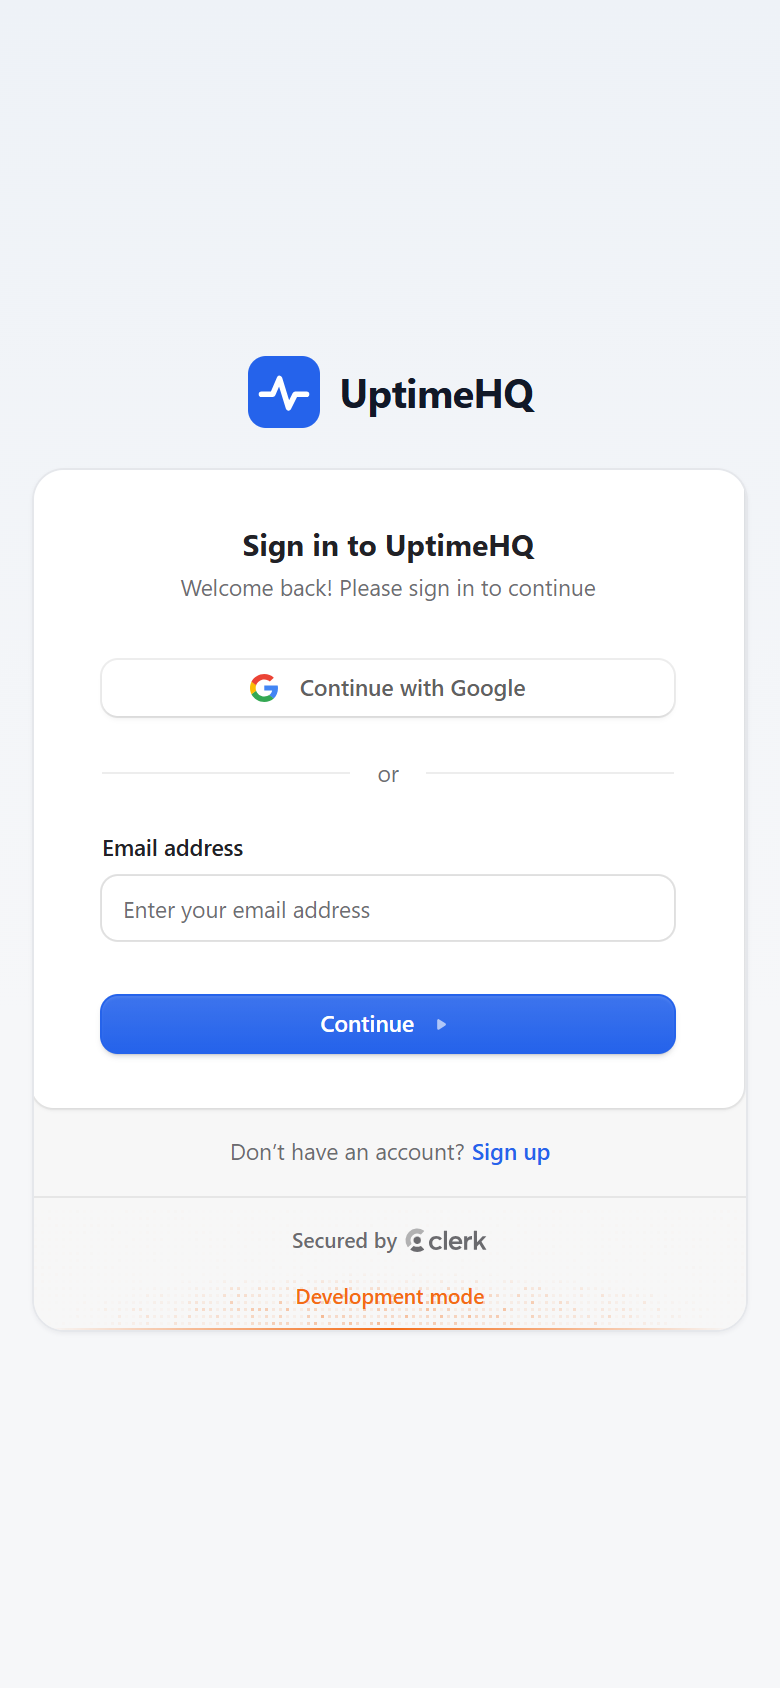 UptimeHQ
Sign in to UptimeHQ
Welcome back! Please sign in to continue
Continue with Google
or
Email address
Enter your email address
Continue
Don’t have an account? Sign up
Secured by clerk
Development mode